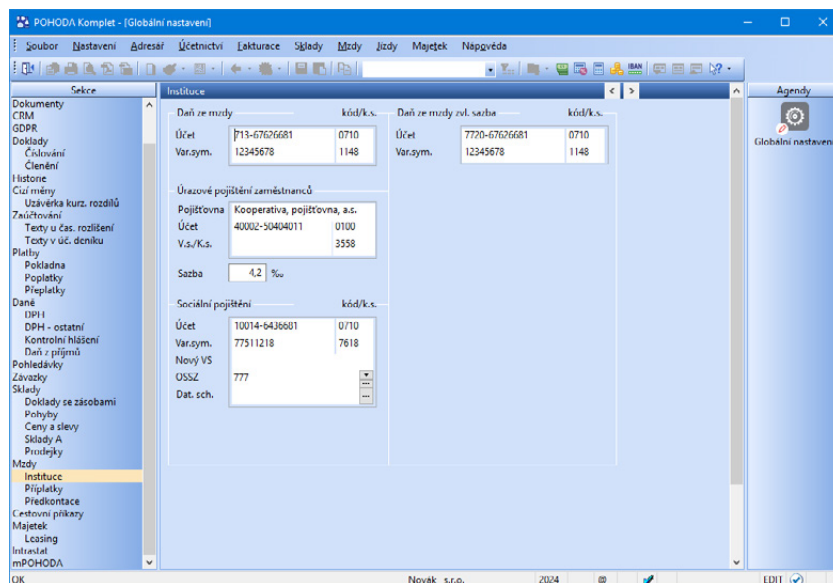 POHODA Komplet - [Globální nastavení]
Soubor Nastavení Adresář Účetnictví Fakturace Sklady Mzdy Jízdy Majetek Nápověda
IBAN
Sekce
Dokumenty
CRM
GDPR
Doklady
Číslování
Členění
Historie
Cizí měny
Uzávěrka kurz. rozdílů
Zaúčtování
Texty u čas. rozlišení
Texty v úč. deníku
Platby
Pokladna
Poplatky
Přeplatky
Daně
DPH
DPH - ostatní
Kontrolní hlášení
Daň z příjmů
Pohledávky
Závazky
Sklady
Doklady se zásobami
Pohyby
Ceny a slevy
Sklady A
Prodejky
Mzdy
Instituce
Příplatky
Předkontace
Cestovní příkazy
Majetek
Leasing
Intrastat
mPOHODA
Instituce
Daň ze mzdy kód/k.s.
Účet 713-67626681 0710
Var.sym. 12345678 1148
Daň ze mzdy zvl. sazba kód/k.s.
Účet 7720-67626681 0710
Var.sym. 12345678 1148
Úrazové pojištění zaměstnanců
Pojišťovna Kooperativa, pojišťovna, a.s.
Účet 40002-50404011 0100
V.s./K.s. 3558
Sazba 4,2 ‰
Sociální pojištění kód/k.s.
Účet 10014-6436681 0710
Var.sym. 77511218 7618
Nový VS
OSSZ 777
Dat. sch.
Agendy
Globální nastavení
OK Novák s.r.o. 2024 @ EDIT